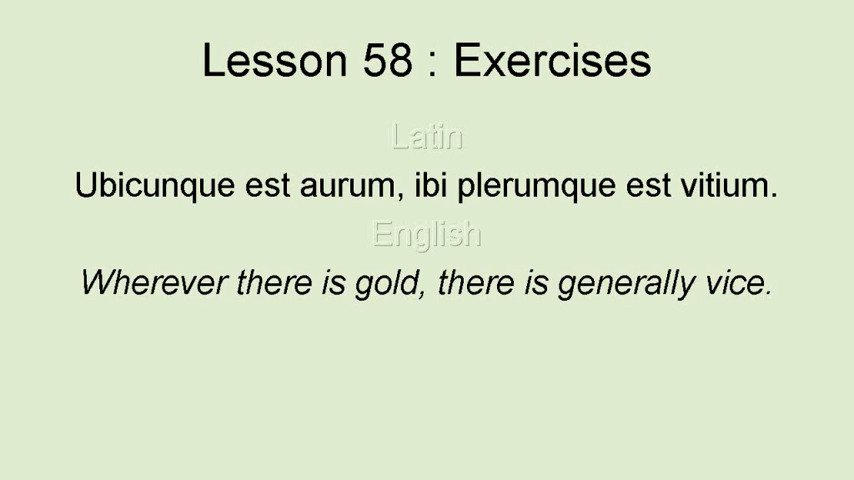 Lesson 58 : Exercises
Latin
Ubicunque est aurum, ibi plerumque est vitium.
English
Wherever there is gold, there is generally vice.